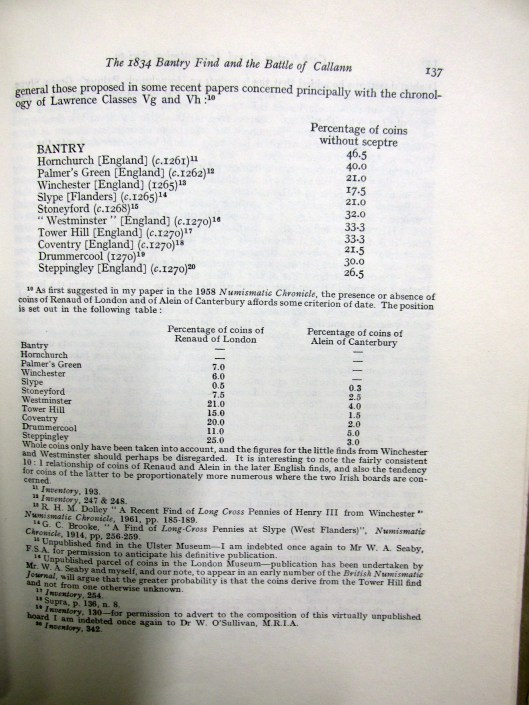 The 1834 Bantry Find and the Battle of Callann 137
general those proposed in some recent papers concerned principally with the chronol-
ogy of Lawrence Classes Vg and Vh :¹⁰
Percentage of coins
without sceptre
BANTRY 46.5
Hornchurch [England] (c.1261)¹¹ 40.0
Palmer's Green [England] (c.1262)¹² 21.0
Winchester [England] (1265)¹³ 17.5
Slype [Flanders] (c.1265)¹⁴ 21.0
Stoneyford (c.1268)¹⁵ 32.0
" Westminster " [England] (c.1270)¹⁶ 33.3
Tower Hill [England] (c.1270)¹⁷ 33.3
Coventry [England] (c.1270)¹⁸ 21.5
Drummercool (1270)¹⁹ 30.0
Steppingley [England] (c.1270)²⁰ 26.5
¹⁰ As first suggested in my paper in the 1958 Numismatic Chronicle, the presence or absence of
coins of Renaud of London and of Alein of Canterbury affords some criterion of date. The position
is set out in the following table :
Percentage of coins of Percentage of coins of
Renaud of London Alein of Canterbury
Bantry — —
Hornchurch — —
Palmer's Green 7.0 —
Winchester 6.0 —
Slype 0.5 0.3
Stoneyford 7.5 2.5
Westminster 21.0 4.0
Tower Hill 15.0 1.5
Coventry 20.0 2.0
Drummercool 11.0 5.0
Steppingley 25.0 3.0
Whole coins only have been taken into account, and the figures for the little finds from Winchester
and Westminster should perhaps be disregarded. It is interesting to note the fairly consistent
10 : 1 relationship of coins of Renaud and Alein in the later English finds, and also the tendency
for coins of the latter to be proportionately more numerous where the two Irish boards are con-
cerned.
¹¹ Inventory, 193.
¹² Inventory, 247 & 248.
¹³ R. H. M. Dolley " A Recent Find of Long Cross Pennies of Henry III from Winchester "
Numismatic Chronicle, 1961, pp. 185-189.
¹⁴ G. C. Brooke, " A Find of Long-Cross Pennies at Slype (West Flanders)", Numismatic
Chronicle, 1914, pp, 256-259.
¹⁵ Unpublished find in the Ulster Museum—I am indebted once again to Mr W. A. Seaby,
F.S.A. for permission to anticipate his definitive publication.
¹⁶ Unpublished parcel of coins in the London Museum—publication has been undertaken by
Mr. W. A. Seaby and myself, and our note, to appear in an early number of the British Numismatic
Journal, will argue that the greater probability is that the coins derive from the Tower Hill find
and not from one otherwise unknown.
¹⁷ Inventory, 254.
¹⁸ Supra, p. 136, n. 8.
¹⁹ Inventory, 130—for permission to advert to the composition of this virtually unpublished
hoard I am indebted once again to Dr W. O'Sullivan, M.R.I.A.
²⁰ Inventory, 342.